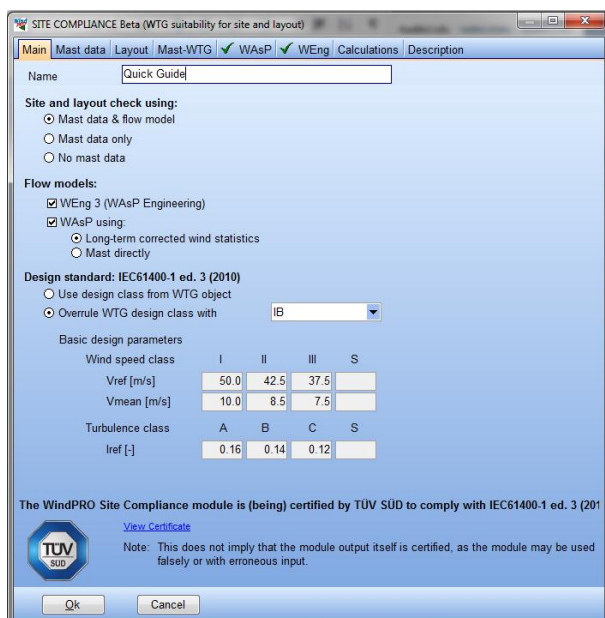 SITE COMPLIANCE Beta (WTG suitability for site and layout)
Main Mast data Layout Mast-WTG WAsP WEng Calculations Description
Name Quick Guide
Site and layout check using:
Mast data & flow model
Mast data only
No mast data
Flow models:
WEng 3 (WAsP Engineering)
WAsP using:
Long-term corrected wind statistics
Mast directly
Design standard: IEC61400-1 ed. 3 (2010)
Use design class from WTG object
Overrule WTG design class with IB
Basic design parameters
Wind speed class I II III S
Vref [m/s] 50.0 42.5 37.5
Vmean [m/s] 10.0 8.5 7.5
Turbulence class A B C S
Iref [-] 0.16 0.14 0.12
The WindPRO Site Compliance module is (being) certified by TÜV SÜD to comply with IEC61400-1 ed. 3 (201
View Certificate
Note: This does not imply that the module output itself is certified, as the module may be used
falsely or with erroneous input.
TÜV
SÜD
Ok Cancel